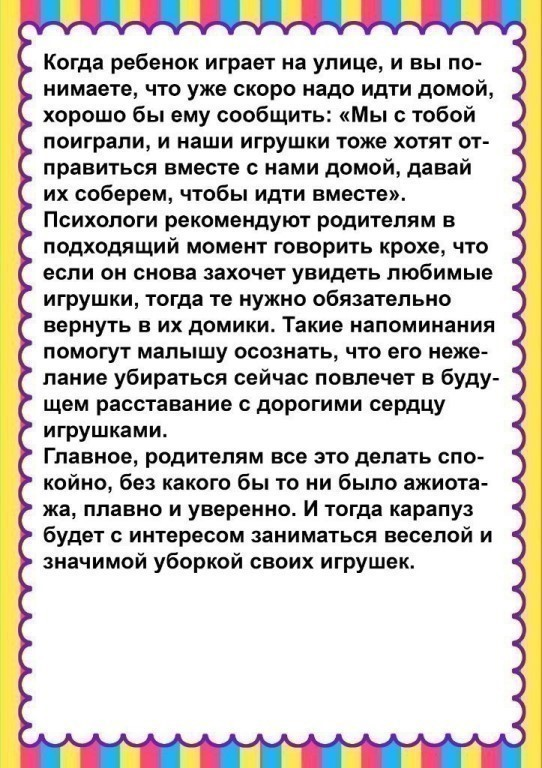 Когда ребенок играет на улице, и вы по-
нимаете, что уже скоро надо идти домой,
хорошо бы ему сообщить: «Мы с тобой
поиграли, и наши игрушки тоже хотят от-
правиться вместе с нами домой, давай
их соберем, чтобы идти вместе».
Психологи рекомендуют родителям в
подходящий момент говорить крохе, что
если он снова захочет увидеть любимые
игрушки, тогда те нужно обязательно
вернуть в их домики. Такие напоминания
помогут малышу осознать, что его неже-
лание убираться сейчас повлечет в буду-
щем расставание с дорогими сердцу
игрушками.
Главное, родителям все это делать спо-
койно, без какого бы то ни было ажиота-
жа, плавно и уверенно. И тогда карапуз
будет с интересом заниматься веселой и
значимой уборкой своих игрушек.